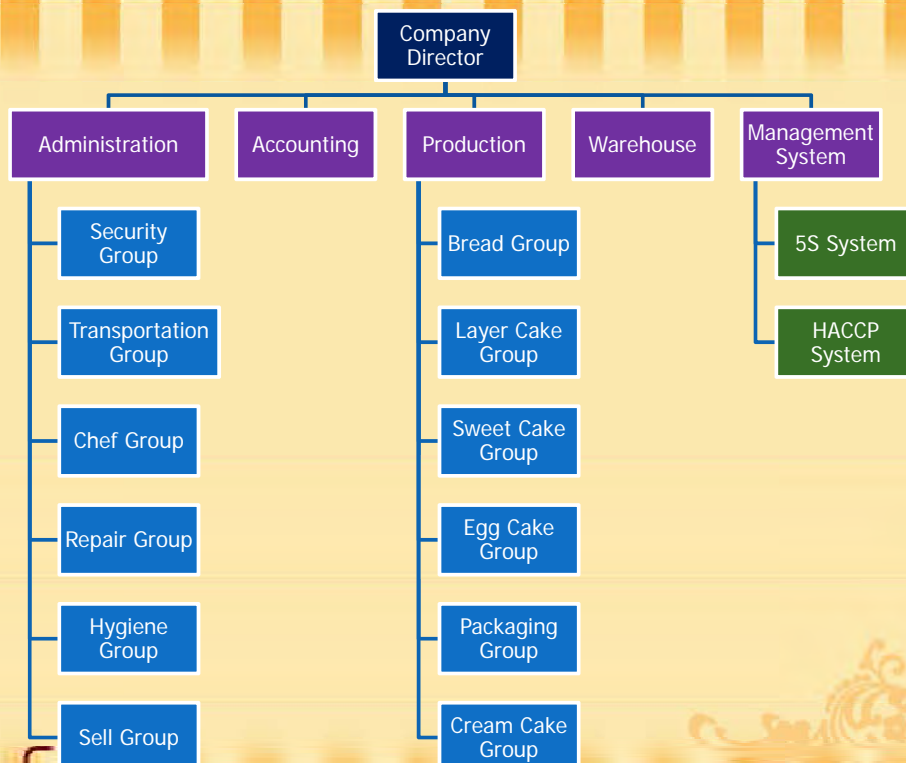 Company
Director
Administration
Accounting
Production
Warehouse
Management
System
Security
Group
Transportation
Group
Chef Group
Repair Group
Hygiene
Group
Sell Group
Bread Group
Layer Cake
Group
Sweet Cake
Group
Egg Cake
Group
Packaging
Group
Cream Cake
Group
5S System
HACCP
System